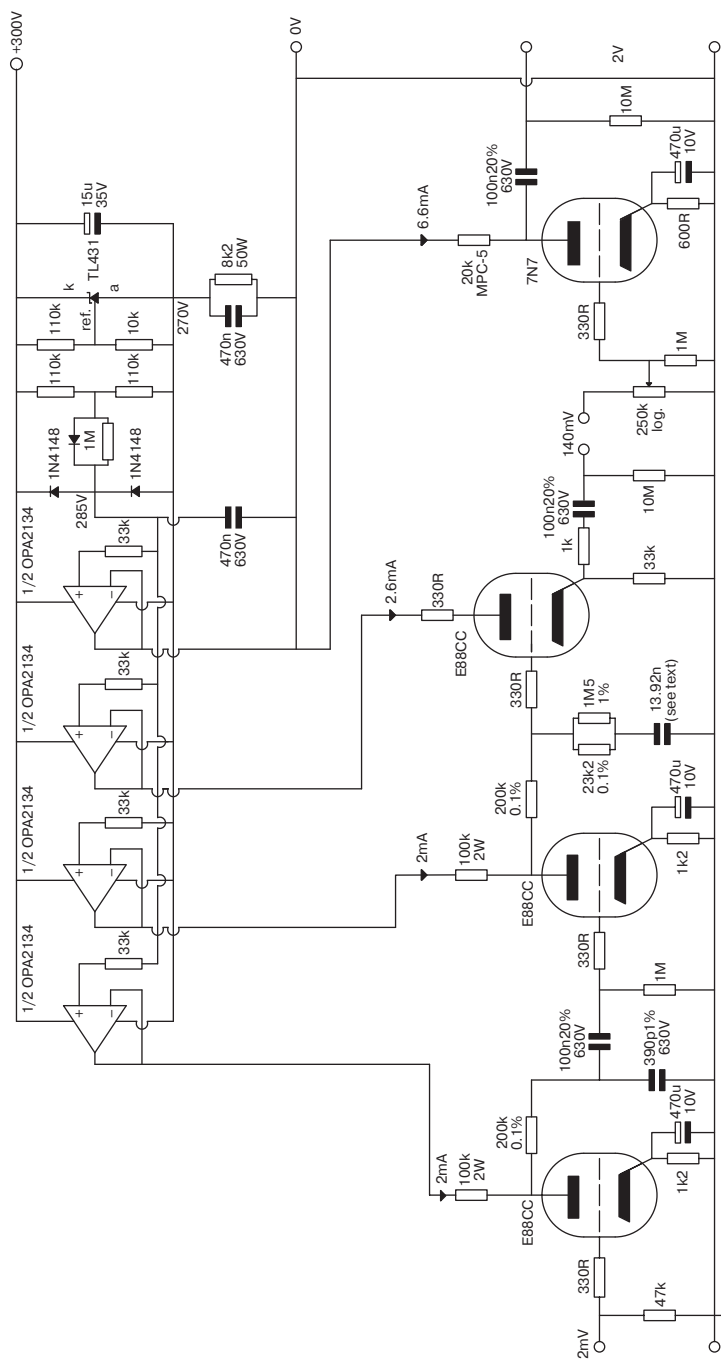 +300V
0V
2V
15u
35V
TL431
k
a
ref.
110k
10k
270V
8k2
50W
470n
630V
110k
110k
1M
1N4148
1N4148
285V
470n
630V
1/2 OPA2134
33k
+
−
1/2 OPA2134
33k
+
−
1/2 OPA2134
33k
+
−
1/2 OPA2134
33k
+
−
6.6mA
20k
MPC-5
7N7
100n20%
630V
10M
470u
10V
600R
330R
1M
250k
log.
140mV
2.6mA
330R
E88CC
100n20%
630V
1k
10M
33k
330R
1M5
1%
23k2
0.1%
13.92n
(see text)
200k
0.1%
2mA
100k
2W
E88CC
470u
10V
1k2
330R
1M
100n20%
630V
390p1%
630V
200k
0.1%
2mA
100k
2W
E88CC
470u
10V
1k2
330R
47k
2mV